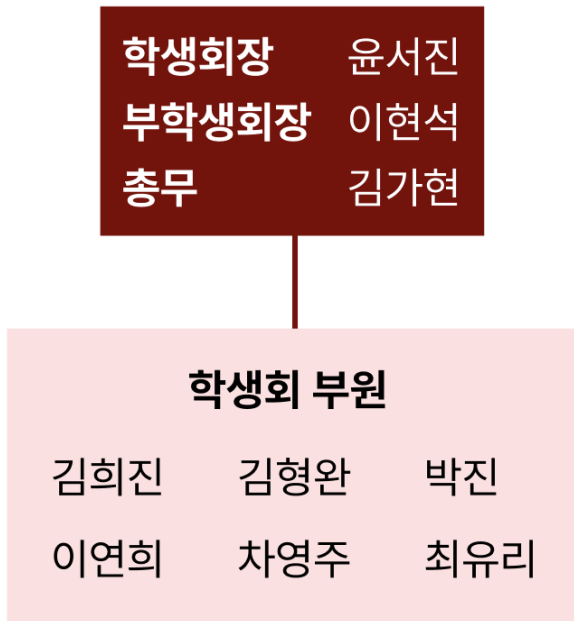 학생회장 윤서진
부학생회장 이현석
총무 김가현
학생회 부원
김희진 김형완 박진
이연희 차영주 최유리